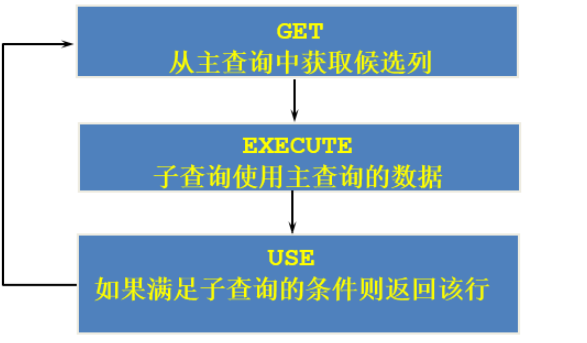 GET
从主查询中获取候选列
EXECUTE
子查询使用主查询的数据
USE
如果满足子查询的条件则返回该行